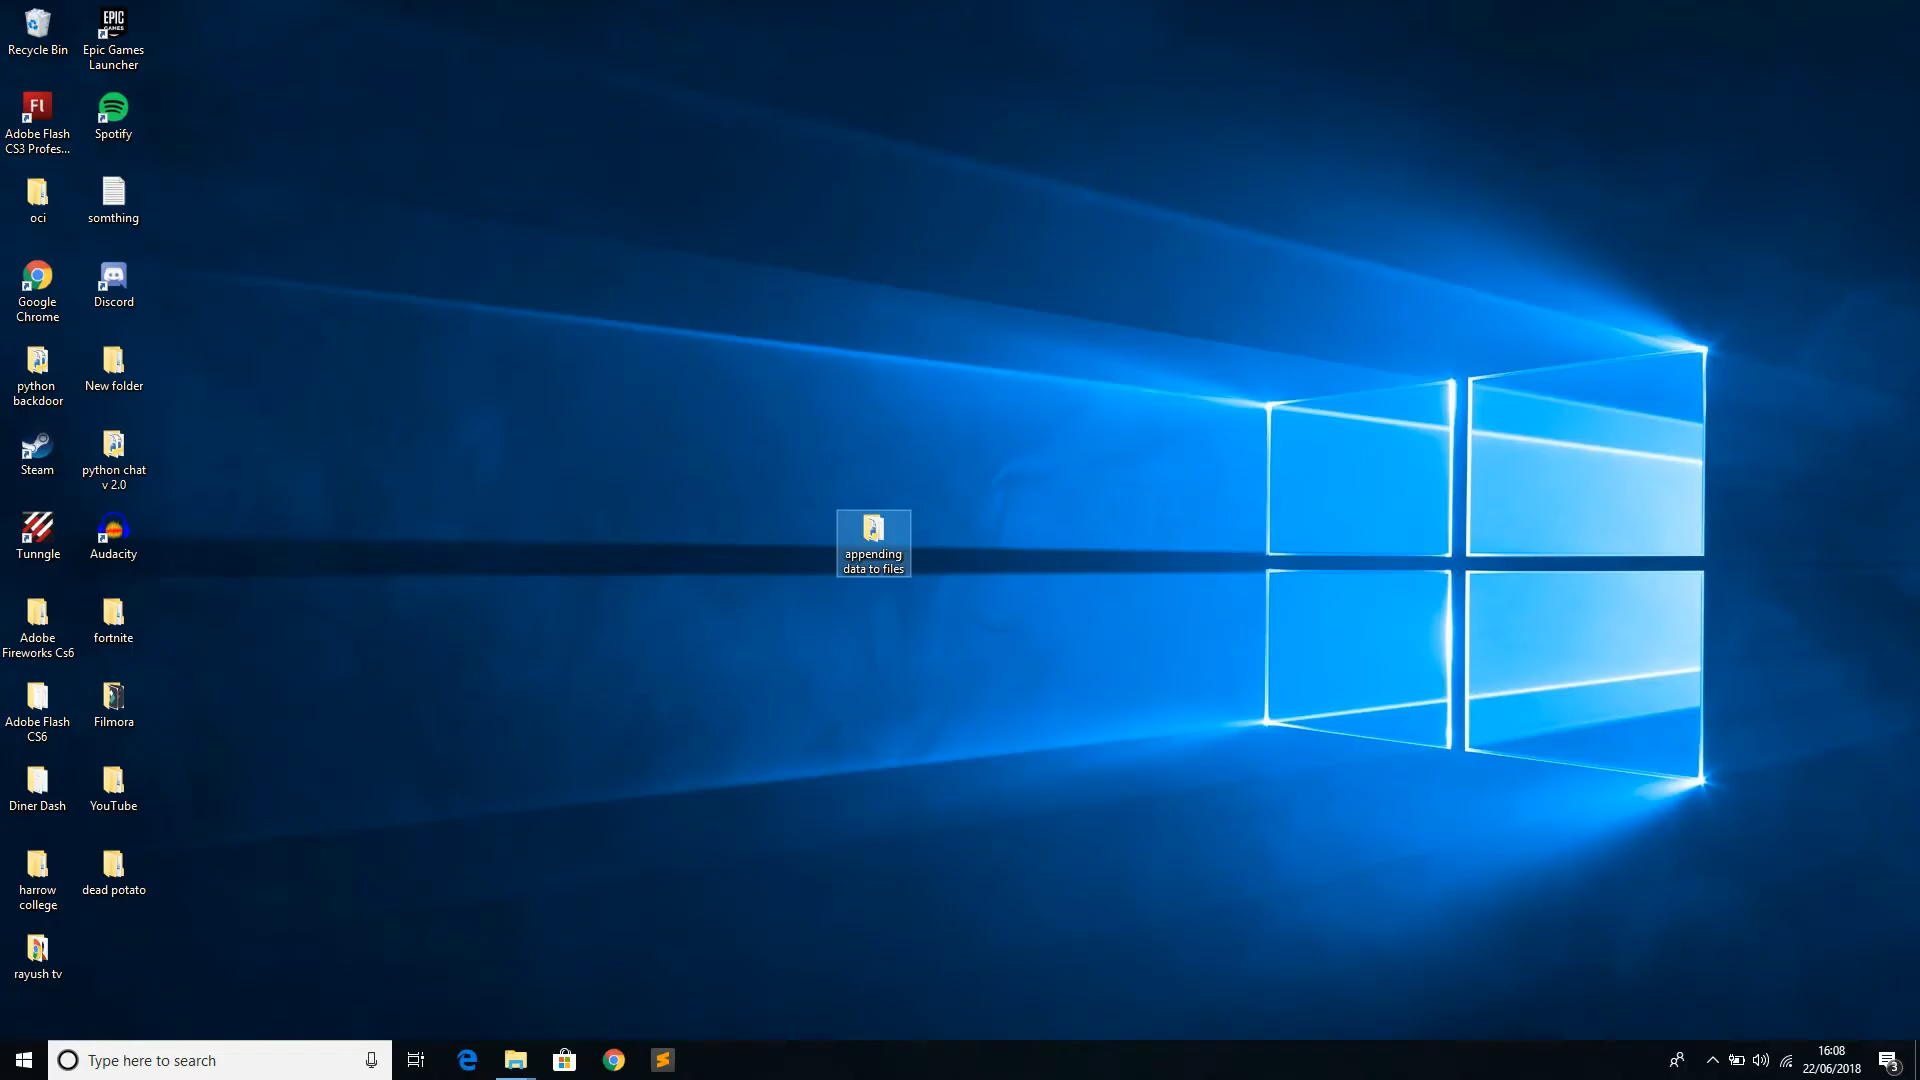 Recycle Bin
EPIC
GAMES
Epic Games
Launcher
Fl
Adobe Flash
CS3 Profes...
Spotify
oci
somthing
Google
Chrome
Discord
python
backdoor
New folder
Steam
python chat
v 2.0
Tunngle
Audacity
appending
data to files
Adobe
Fireworks Cs6
fortnite
Adobe Flash
CS6
Filmora
Diner Dash
YouTube
harrow
college
dead potato
rayush tv
Type here to search
16:08
22/06/2018
3